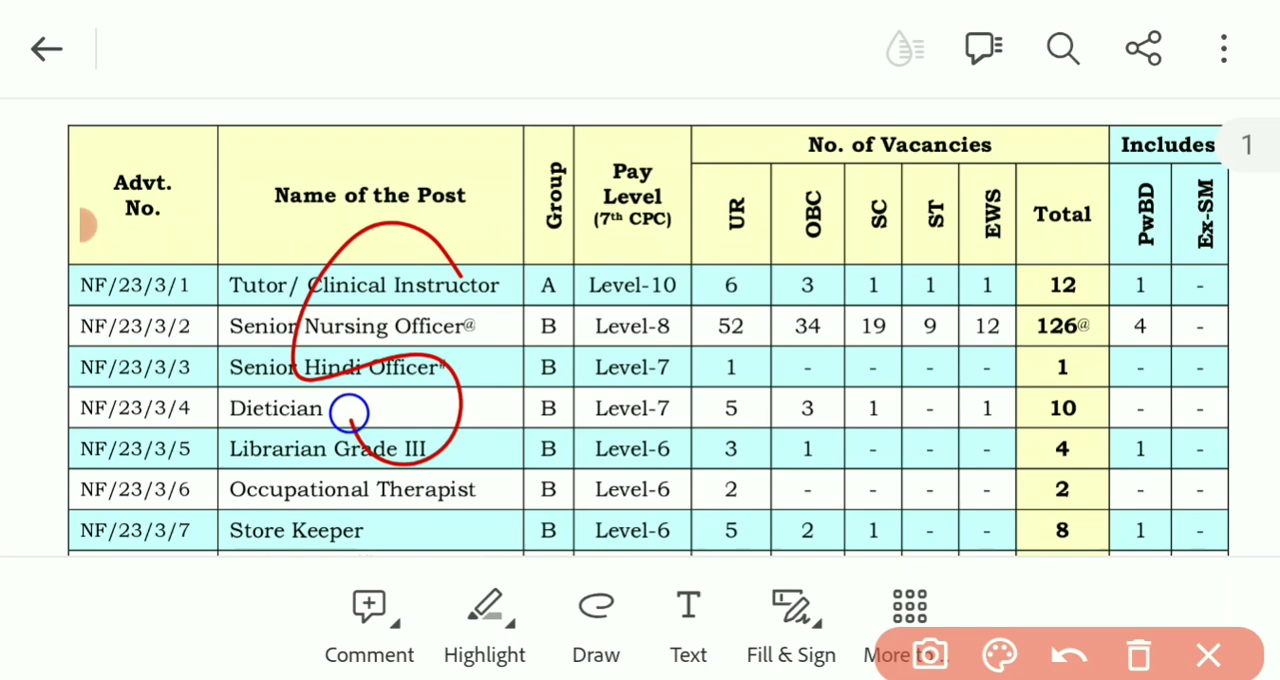 1
Advt. No. Name of the Post Group Pay Level (7th CPC) No. of Vacancies Includes
UR OBC SC ST EWS Total PwBD Ex-SM
NF/23/3/1 Tutor/ Clinical Instructor A Level-10 6 3 1 1 1 12 1 -
NF/23/3/2 Senior Nursing Officer@ B Level-8 52 34 19 9 12 126@ 4 -
NF/23/3/3 Senior Hindi Officer* B Level-7 1 - - - - 1 - -
NF/23/3/4 Dietician B Level-7 5 3 1 - 1 10 - -
NF/23/3/5 Librarian Grade III B Level-6 3 1 - - - 4 1 -
NF/23/3/6 Occupational Therapist B Level-6 2 - - - - 2 - -
NF/23/3/7 Store Keeper B Level-6 5 2 1 - - 8 1 -
Comment Highlight Draw Text Fill & Sign More